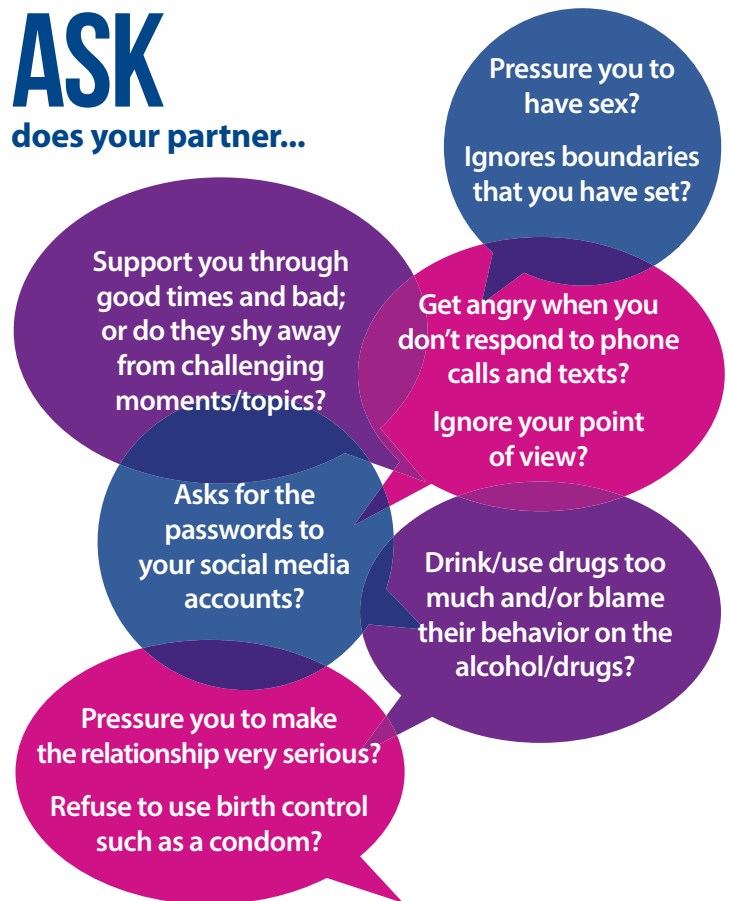 ASK
does your partner...
Pressure you to
have sex?
Ignores boundaries
that you have set?
Support you through
good times and bad;
or do they shy away
from challenging
moments/topics?
Get angry when you
don't respond to phone
calls and texts?
Ignore your point
of view?
Asks for the
passwords to
your social media
accounts?
Drink/use drugs too
much and/or blame
their behavior on the
alcohol/drugs?
Pressure you to make
the relationship very serious?
Refuse to use birth control
such as a condom?